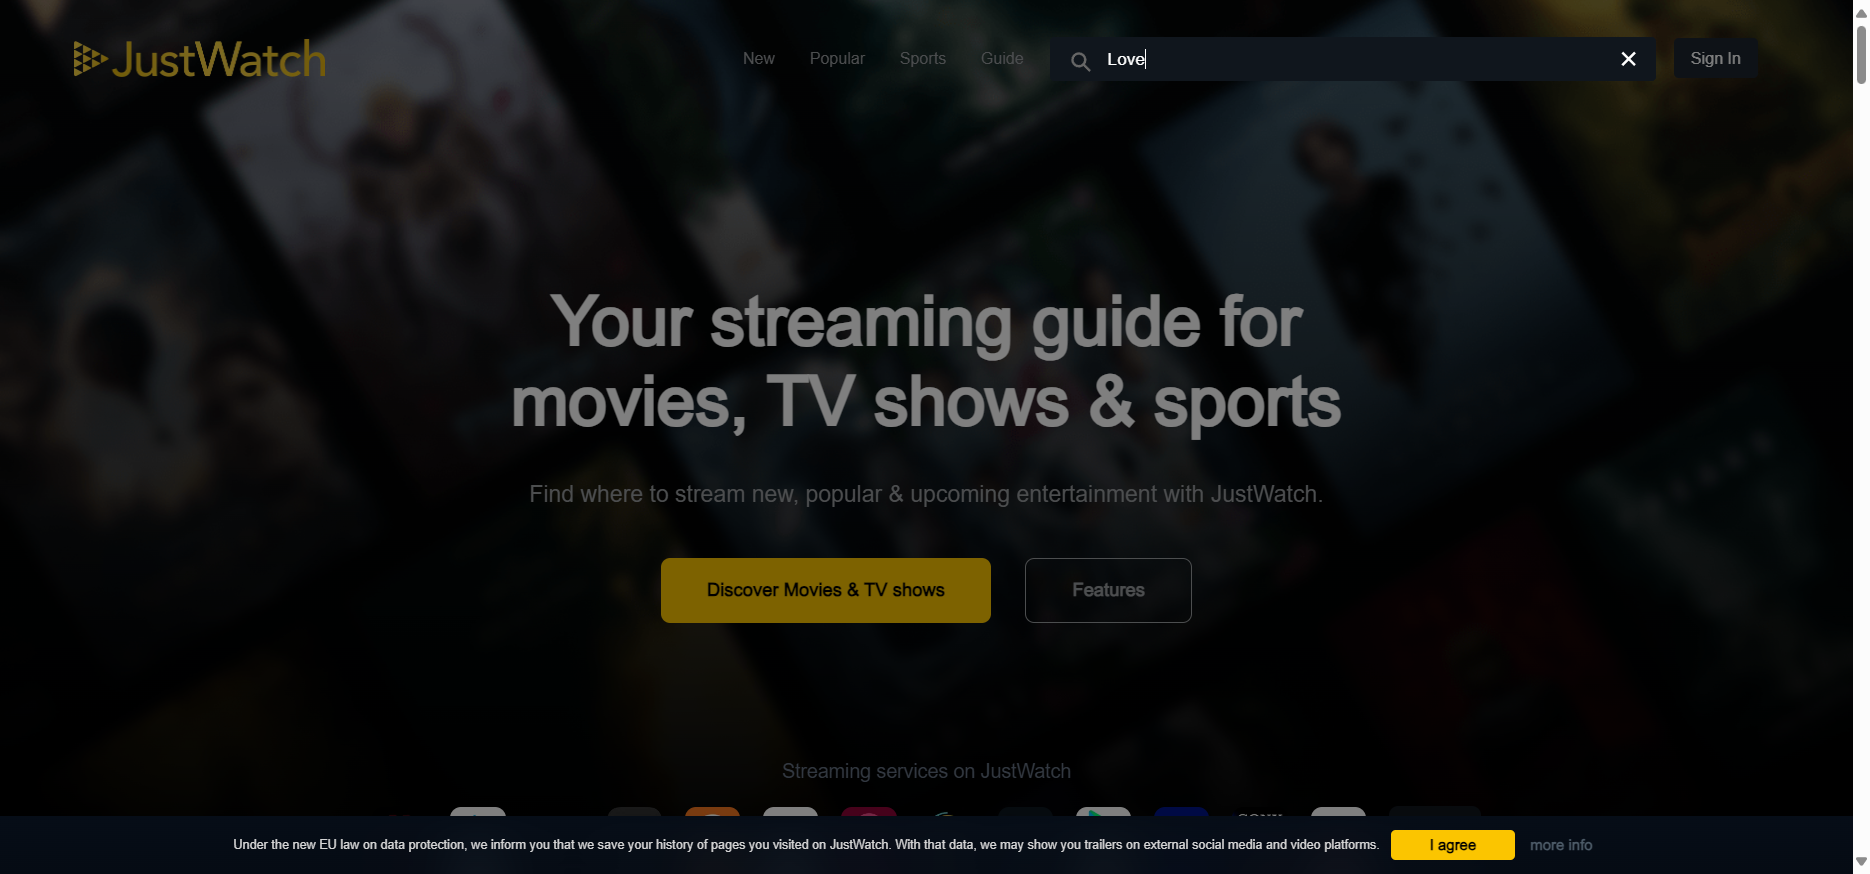 JustWatch
New
Popular
Sports
Guide
Love
Sign In
Your streaming guide for
movies, TV shows & sports
Find where to stream new, popular & upcoming entertainment with JustWatch.
Discover Movies & TV shows
Features
Streaming services on JustWatch
Under the new EU law on data protection, we inform you that we save your history of pages you visited on JustWatch. With that data, we may show you trailers on external social media and video platforms.
I agree
more info